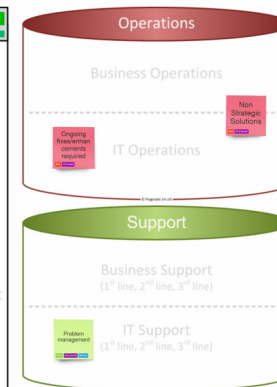 Operations
Business Operations
Non
Strategic
Solutions
Ongoing
fixes/enhan
cements
required
IT Operations
Support
Business Support
(1st line, 2nd line, 3rd line)
Problem
management
IT Support
(1st line, 2nd line, 3rd line)